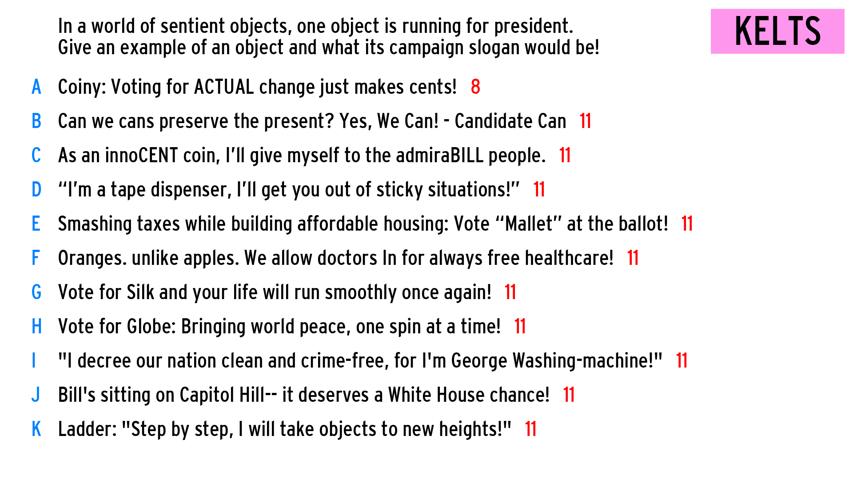 In a world of sentient objects, one object is running for president.
Give an example of an object and what its campaign slogan would be!
KELTS
A Coiny: Voting for ACTUAL change just makes cents! 8
B Can we cans preserve the present? Yes, We Can! - Candidate Can 11
C As an innoCENT coin, I'll give myself to the admiraBILL people. 11
D “I'm a tape dispenser, I'll get you out of sticky situations!” 11
E Smashing taxes while building affordable housing: Vote “Mallet” at the ballot! 11
F Oranges. unlike apples. We allow doctors In for always free healthcare! 11
G Vote for Silk and your life will run smoothly once again! 11
H Vote for Globe: Bringing world peace, one spin at a time! 11
I "I decree our nation clean and crime-free, for I'm George Washing-machine!" 11
J Bill's sitting on Capitol Hill-- it deserves a White House chance! 11
K Ladder: "Step by step, I will take objects to new heights!" 11